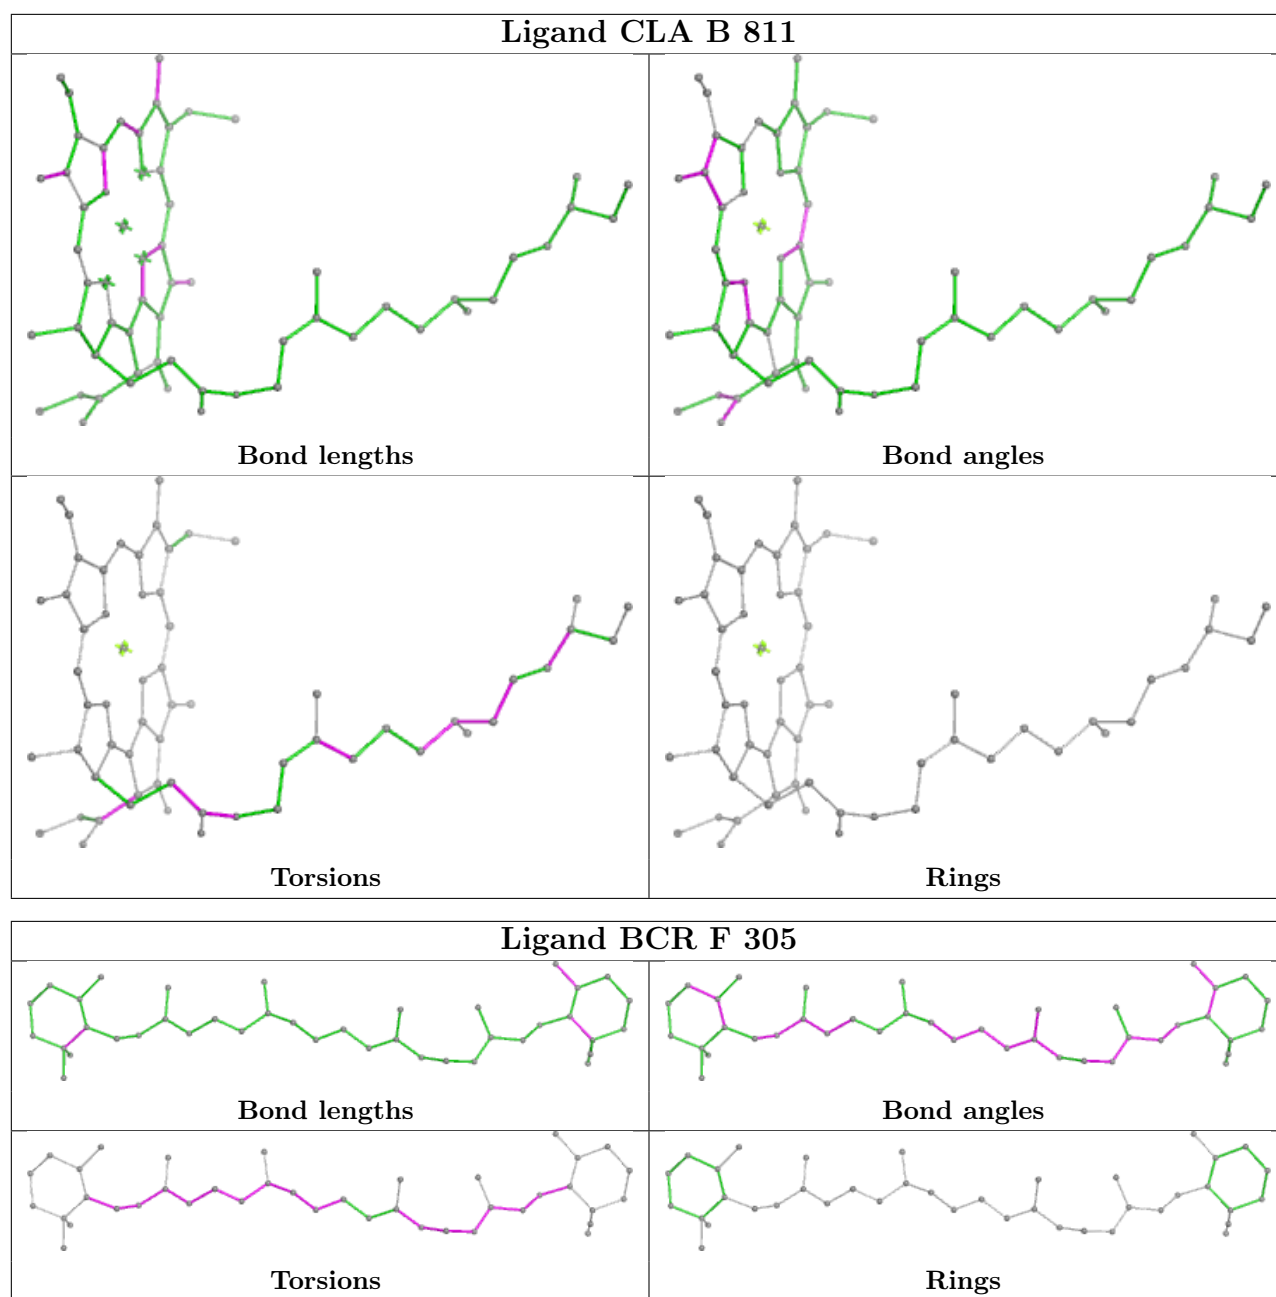 Ligand CLA B 811
Bond lengths
Bond angles
Torsions
Rings
Ligand BCR F 305
Bond lengths
Bond angles
Torsions
Rings